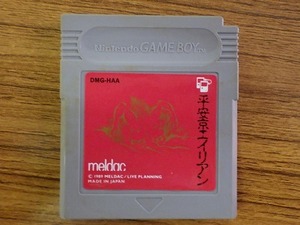 Nintendo GAME BOY
DMG-HAA
平安京エイリアン
meldac
© 1989 MELDAC/LIVE PLANNING
MADE IN JAPAN